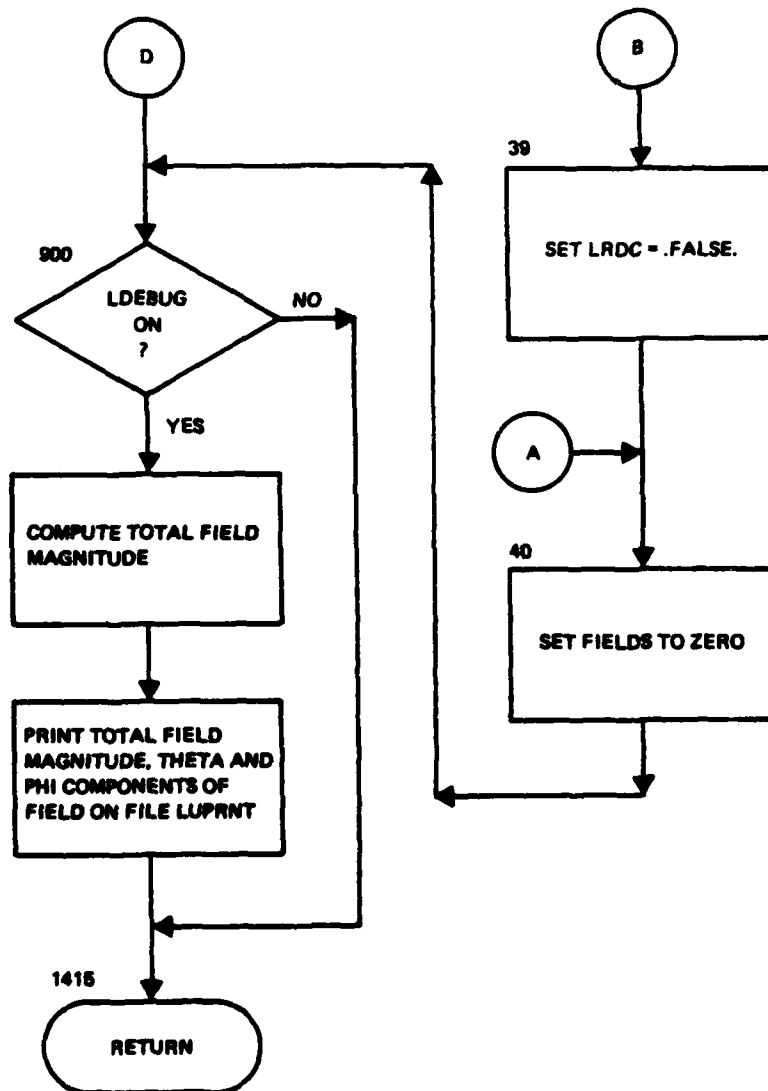 D
900
LDEBUG
ON
?
NO
YES
COMPUTE TOTAL FIELD
MAGNITUDE
PRINT TOTAL FIELD
MAGNITUDE, THETA AND
PHI COMPONENTS OF
FIELD ON FILE LUPRNT
1415
RETURN
B
39
SET LRDC = .FALSE.
A
40
SET FIELDS TO ZERO